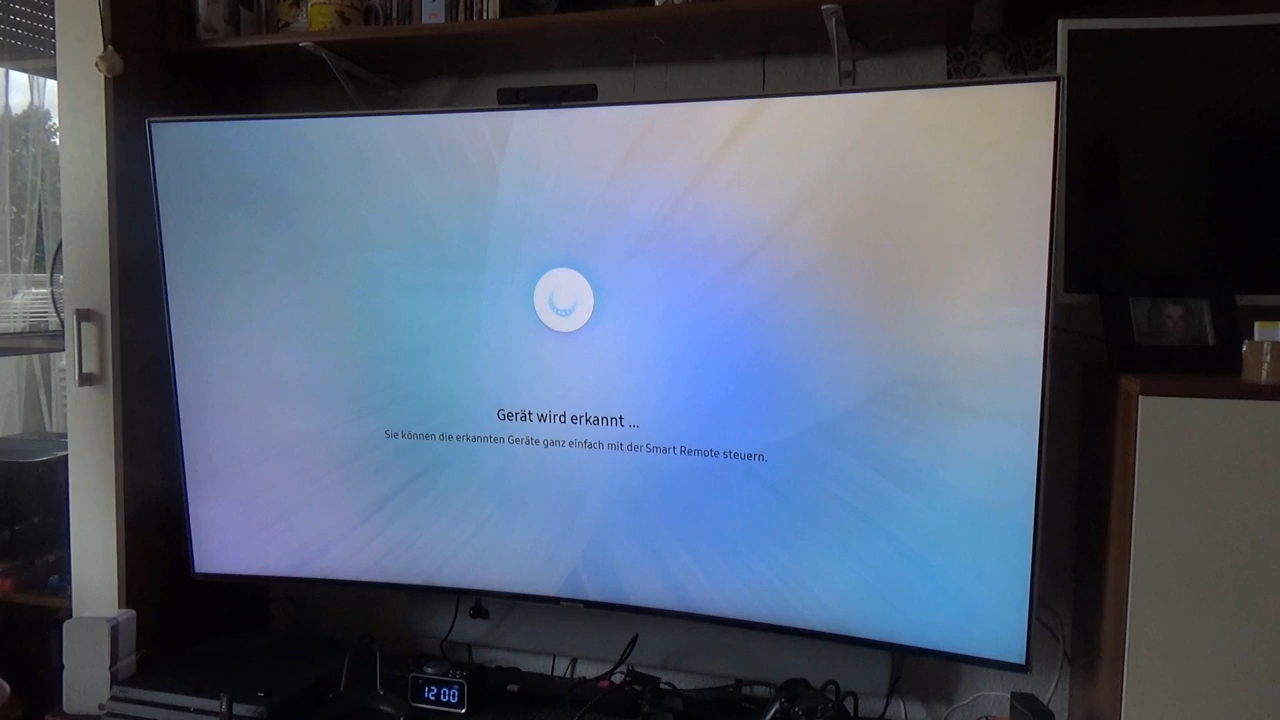 Gerät wird erkannt ...
Sie können die erkannten Geräte ganz einfach mit der Smart Remote steuern.
12:00